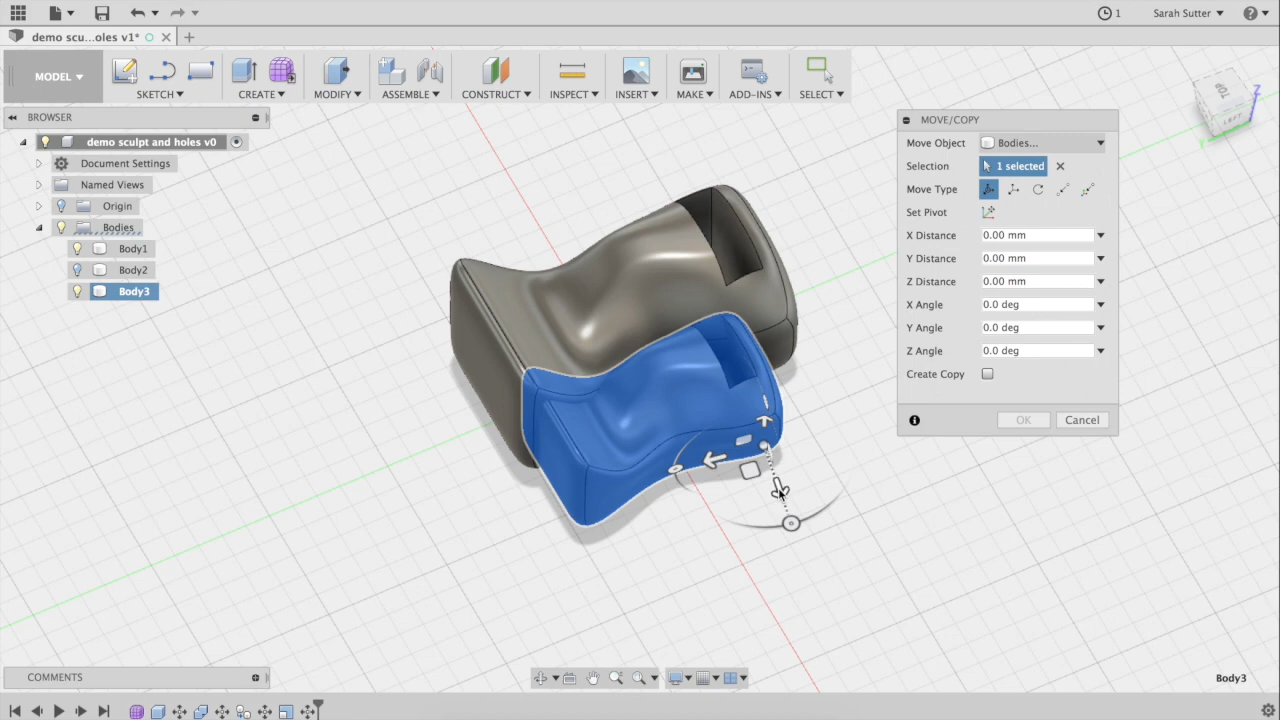 1 Sarah Sutter
demo scu...oles v1*
MODEL SKETCH CREATE MODIFY ASSEMBLE CONSTRUCT INSPECT INSERT MAKE ADD-INS SELECT
TOP
LEFT
Z
BROWSER
demo sculpt and holes v0
Document Settings
Named Views
Origin
Bodies
Body1
Body2
Body3
MOVE/COPY
Move Object Bodies...
Selection 1 selected
Move Type
Set Pivot
X Distance 0.00 mm
Y Distance 0.00 mm
Z Distance 0.00 mm
X Angle 0.0 deg
Y Angle 0.0 deg
Z Angle 0.0 deg
Create Copy
OK Cancel
COMMENTS
Body3